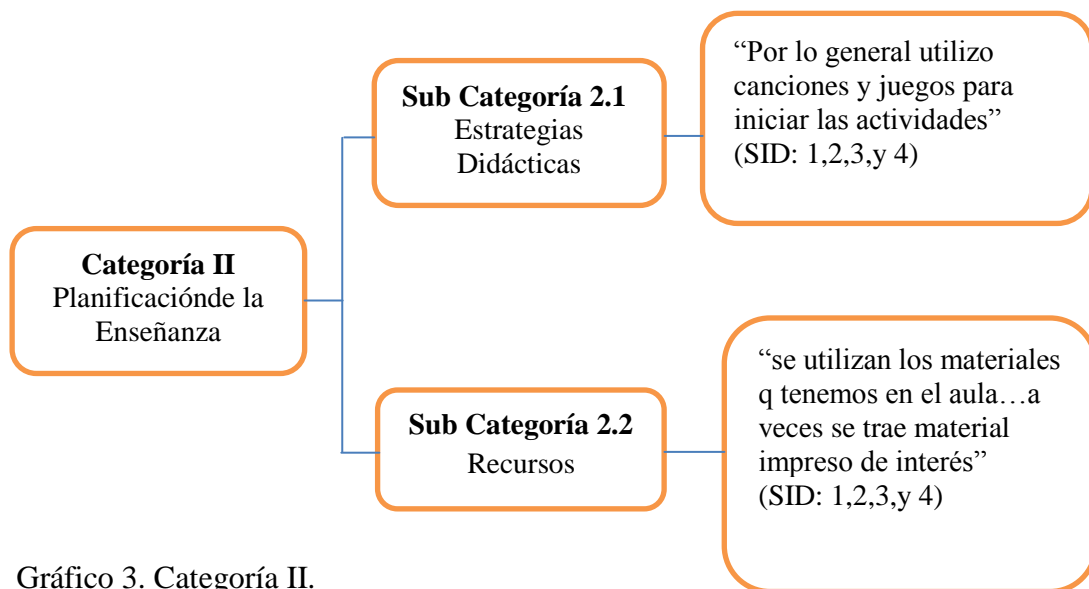 Categoría II
Planificaciónde la
Enseñanza
Sub Categoría 2.1
Estrategias
Didácticas
“Por lo general utilizo
canciones y juegos para
iniciar las actividades”
(SID: 1,2,3,y 4)
Sub Categoría 2.2
Recursos
“se utilizan los materiales
q tenemos en el aula…a
veces se trae material
impreso de interés”
(SID: 1,2,3,y 4)
Gráfico 3. Categoría II.